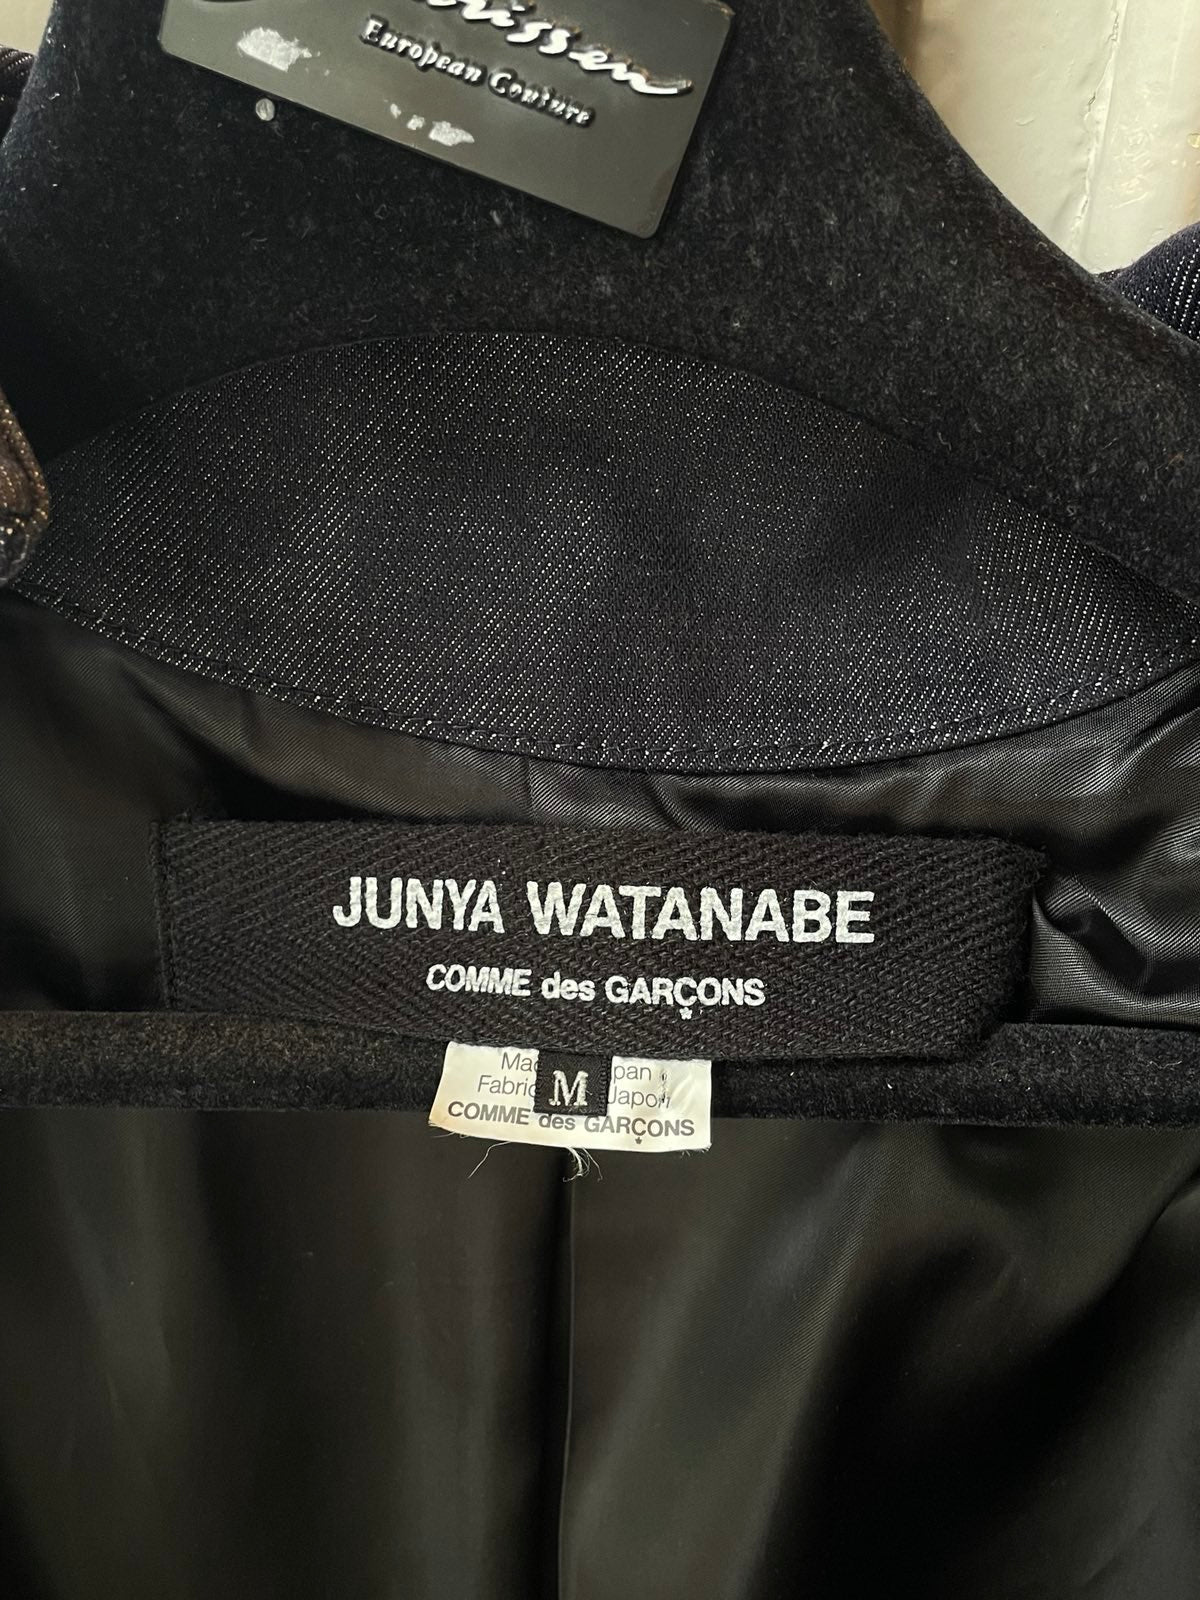 European Couture
JUNYA WATANABE
COMME des GARÇONS
M
COMME des GARÇONS